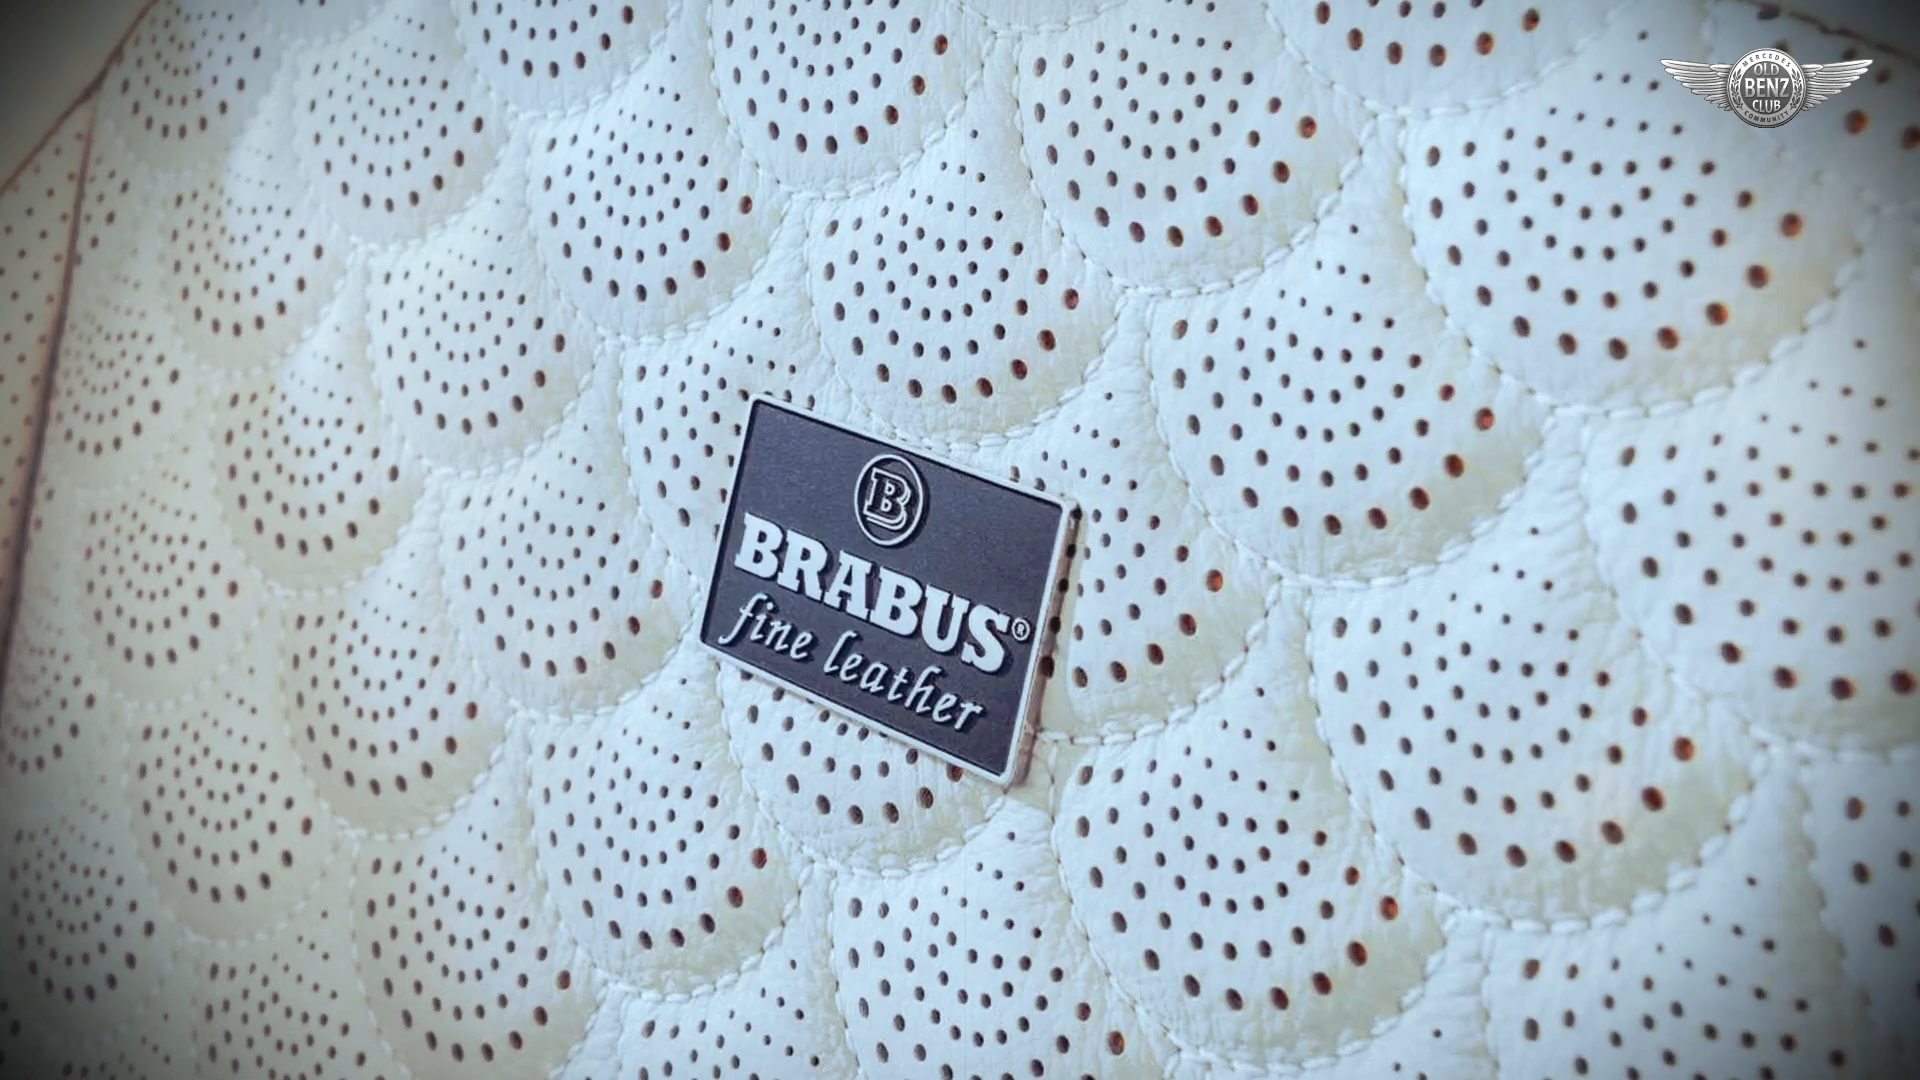 MERCEDES
OLD
BENZ
CLUB
COMMUNITY
B
BRABUS®
fine leather